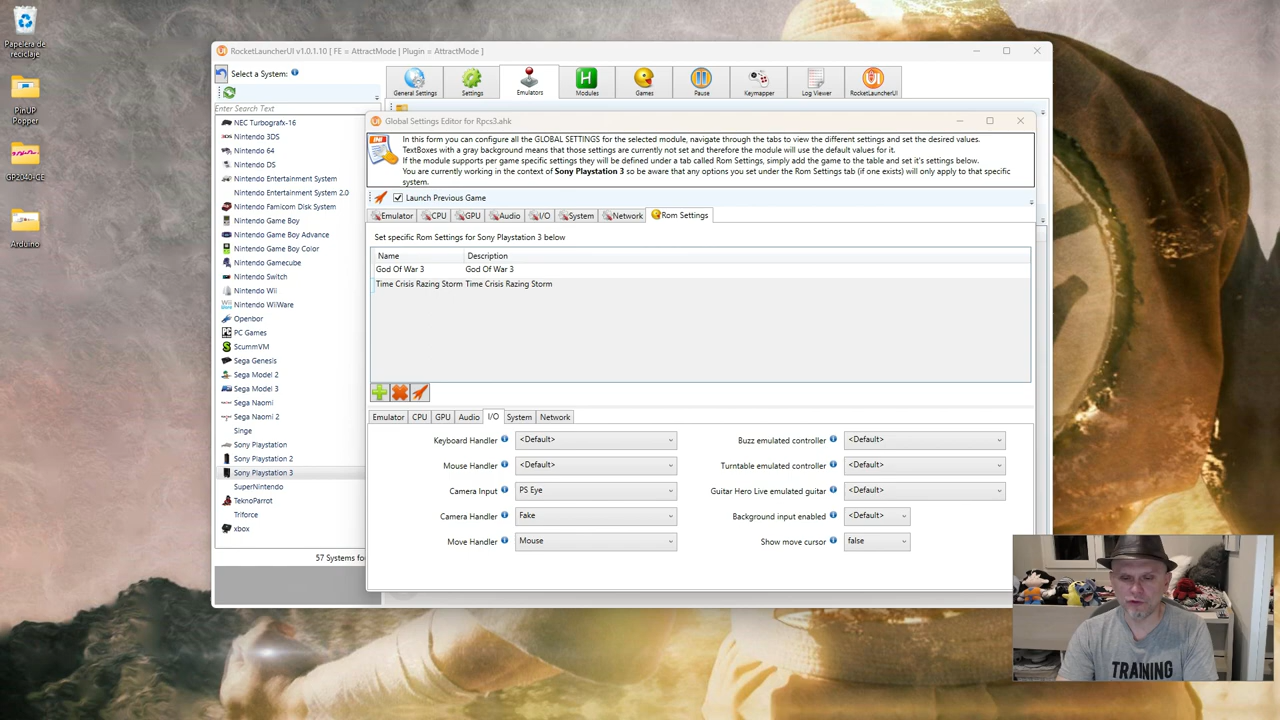 Papelera de
reciclaje
PinUP
Popper
GP2040-CE
Arduino
RocketLauncherUI v1.0.1.10 [ FE = AttractMode | Plugin = AttractMode ]
Select a System:
Enter Search Text
General Settings
Settings
Emulators
Modules
Games
Pause
Keymapper
Log Viewer
RocketLauncherUI
NEC Turbografx-16
Nintendo 3DS
Nintendo 64
Nintendo DS
Nintendo Entertainment System
Nintendo Entertainment System 2.0
Nintendo Famicom Disk System
Nintendo Game Boy
Nintendo Game Boy Advance
Nintendo Game Boy Color
Nintendo Gamecube
Nintendo Switch
Nintendo Wii
Nintendo WiiWare
Openbor
PC Games
ScummVM
Sega Genesis
Sega Model 2
Sega Model 3
Sega Naomi
Sega Naomi 2
Singe
Sony Playstation
Sony Playstation 2
Sony Playstation 3
SuperNintendo
TeknoParrot
Triforce
xbox
57 Systems fo
Global Settings Editor for Rpcs3.ahk
In this form you can configure all the GLOBAL SETTINGS for the selected module, navigate through the tabs to view the different settings and set the desired values.
TextBoxes with a gray background means that those settings are currently not set and therefore the module will use the default values for it.
If the module supports per game specific settings they will be defined under a tab called Rom Settings, simply add the game to the table and set it's settings below.
You are currently working in the context of Sony Playstation 3 so be aware that any options you set under the Rom Settings tab (if one exists) will only apply to that specific
system.
Launch Previous Game
Emulator CPU GPU Audio I/O System Network Rom Settings
Set specific Rom Settings for Sony Playstation 3 below
Name Description
God Of War 3 God Of War 3
Time Crisis Razing Storm Time Crisis Razing Storm
Emulator CPU GPU Audio I/O System Network
Keyboard Handler <Default> Buzz emulated controller <Default>
Mouse Handler <Default> Turntable emulated controller <Default>
Camera Input PS Eye Guitar Hero Live emulated guitar <Default>
Camera Handler Fake Background input enabled <Default>
Move Handler Mouse Show move cursor false
TRAINING